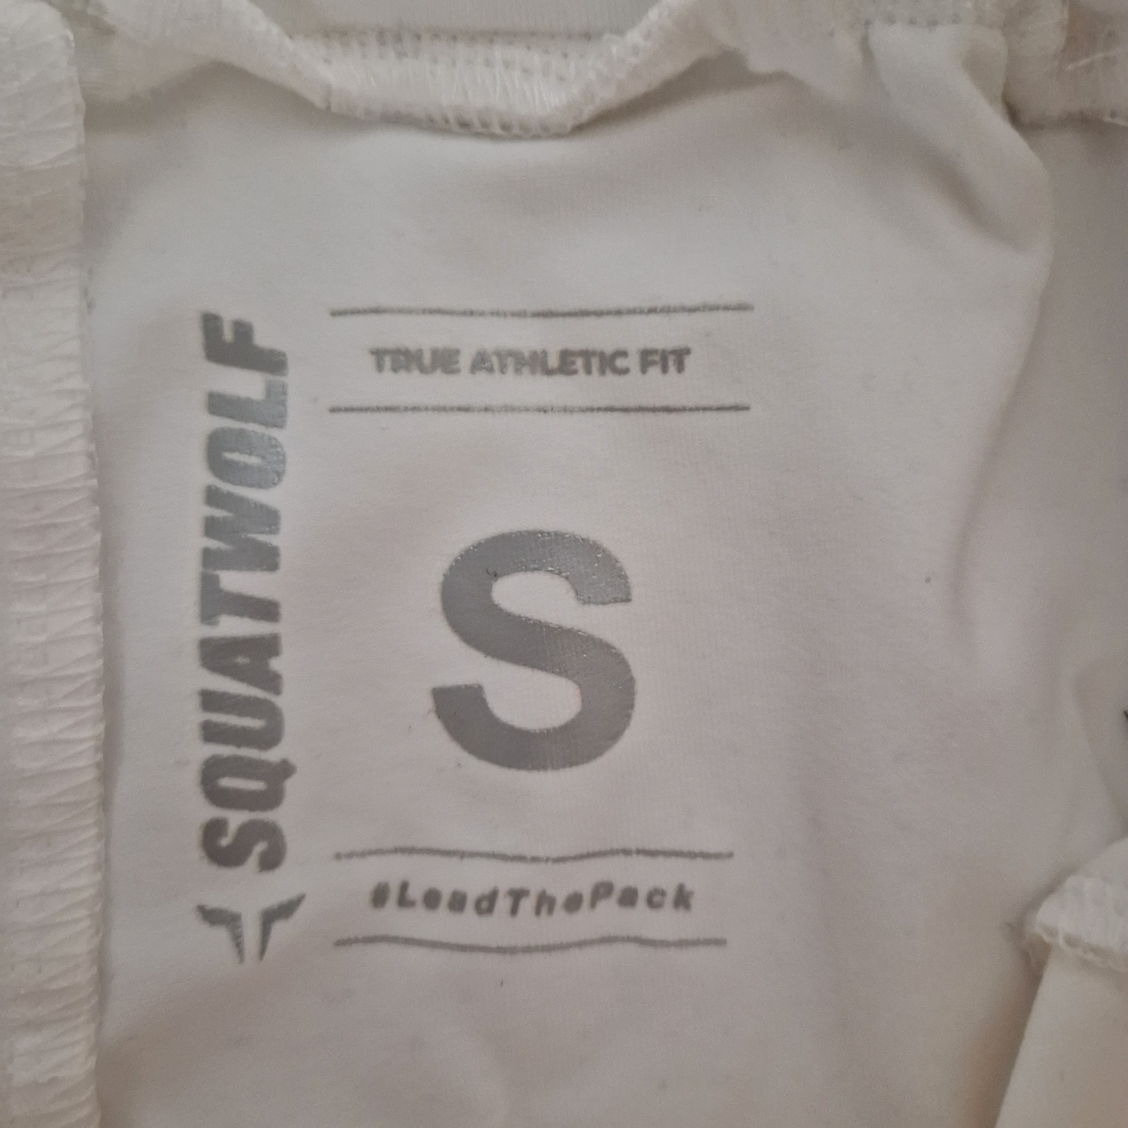 SQUATWOLF
TRUE ATHLETIC FIT
S
#LeadThePack